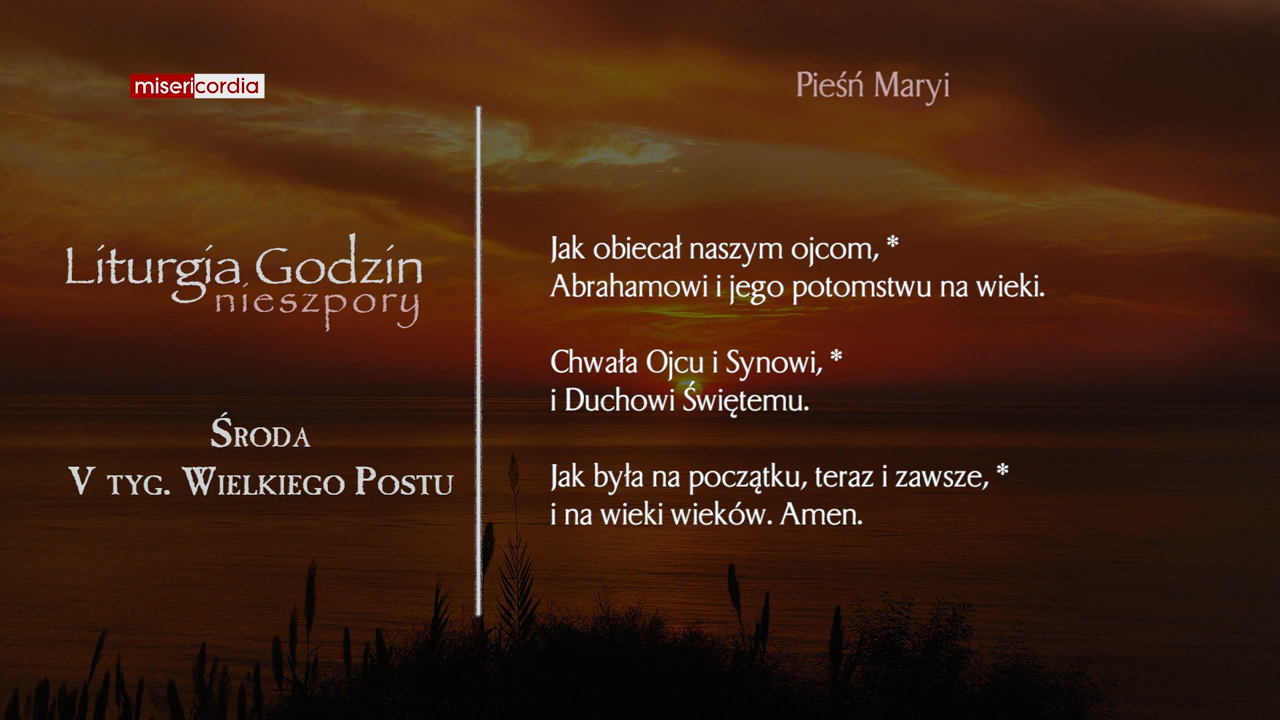 misericordia
Pieśń Maryi
Liturgia Godzin
nieszpory
Środa
V tyg. Wielkiego Postu
Jak obiecał naszym ojcom, *
Abrahamowi i jego potomstwu na wieki.
Chwała Ojcu i Synowi, *
i Duchowi Świętemu.
Jak była na początku, teraz i zawsze, *
i na wieki wieków. Amen.